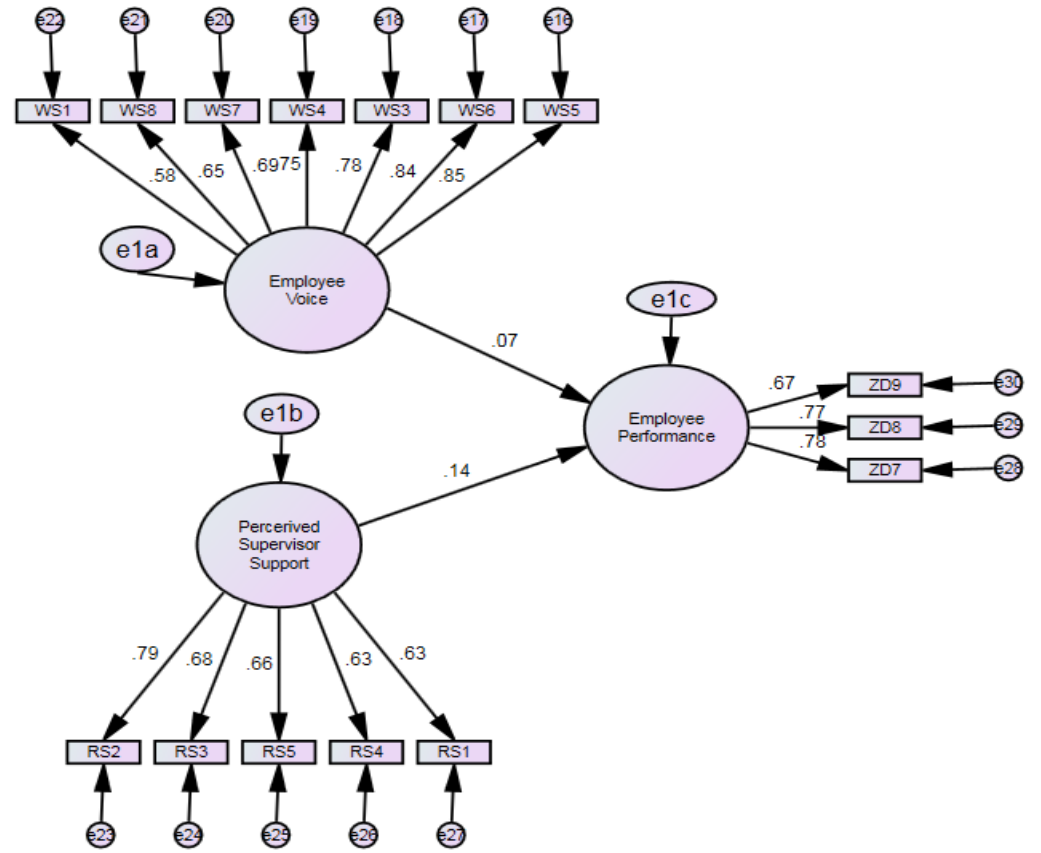 e22 e21 e20 e19 e18 e17 e16
WS1 WS8 WS7 WS4 WS3 WS6 WS5
.58 .65 .69 75 .78 .84 .85
e1a
Employee
Voice
e1c
.07
.67 ZD9 e30
Employee
Performance
.77 ZD8 e29
.78 ZD7 e28
e1b
.14
Percerived
Supervisor
Support
.79 .68 .66 .63 .63
RS2 RS3 RS5 RS4 RS1
e23 e24 e25 e26 e27